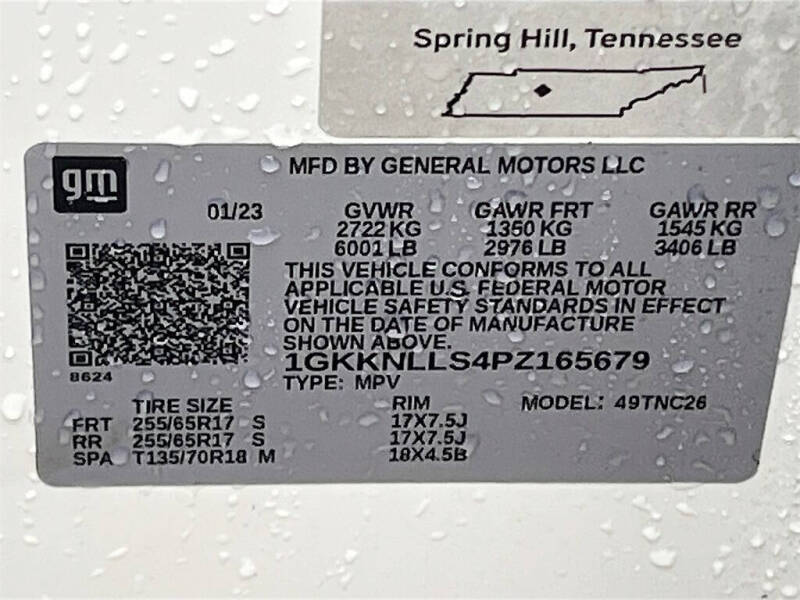 Spring Hill, Tennessee
gm
MFD BY GENERAL MOTORS LLC
01/23 GVWR GAWR FRT GAWR RR
2722 KG 1350 KG 1545 KG
6001 LB 2976 LB 3406 LB
THIS VEHICLE CONFORMS TO ALL
APPLICABLE U.S. FEDERAL MOTOR
VEHICLE SAFETY STANDARDS IN EFFECT
ON THE DATE OF MANUFACTURE
SHOWN ABOVE.
1GKKNLLS4PZ165679
8624
TYPE: MPV
TIRE SIZE RIM MODEL: 49TNC26
FRT 255/65R17 S 17X7.5J
RR 255/65R17 S 17X7.5J
SPA T135/70R18 M 18X4.5B